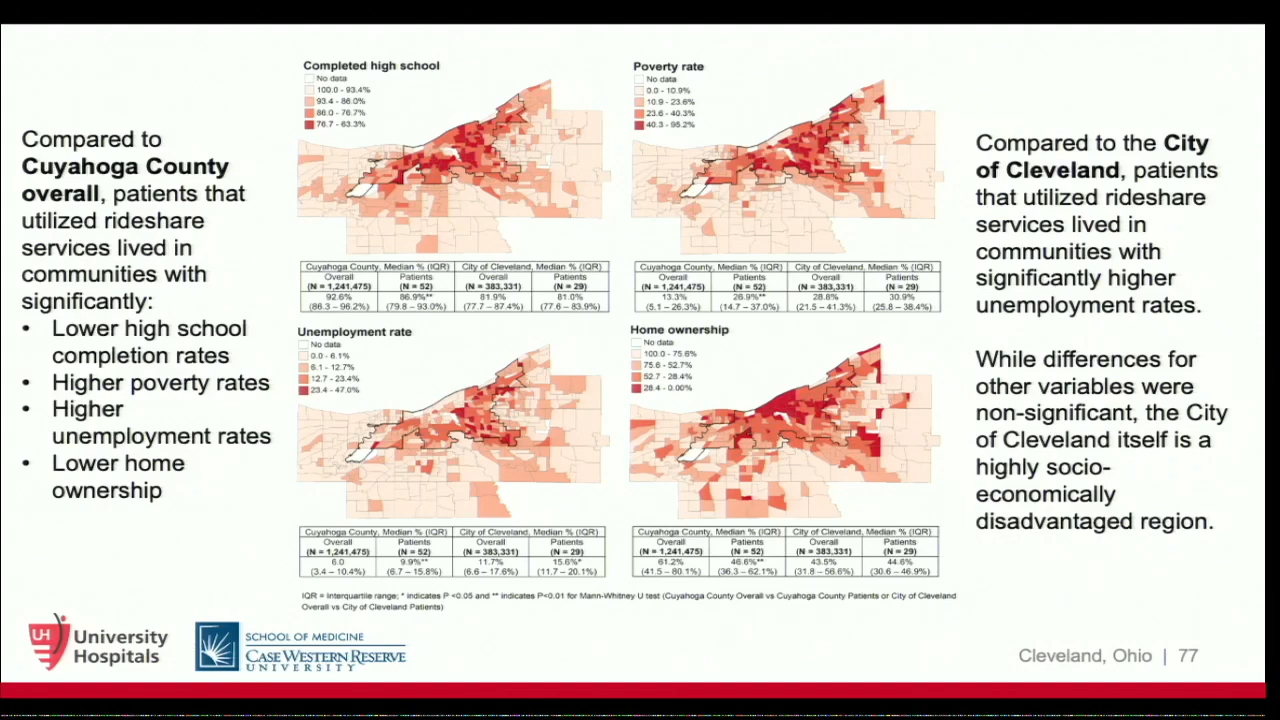 Compared to
Cuyahoga County
overall, patients that
utilized rideshare
services lived in
communities with
significantly:
• Lower high school
completion rates
• Higher poverty rates
• Higher
unemployment rates
• Lower home
ownership
Completed high school
No data
100.0 - 93.4%
93.4 - 86.0%
86.0 - 76.7%
76.7 - 63.3%
Cuyahoga County, Median % (IQR) City of Cleveland, Median % (IQR)
Overall Patients Overall Patients
(N = 1,241,475) (N = 52) (N = 383,331) (N = 29)
92.6% 86.9%** 81.9% 81.0%
(86.3 – 96.2%) (79.8 – 93.0%) (77.7 – 87.4%) (77.6 – 83.9%)
Poverty rate
No data
0.0 - 10.9%
10.9 - 23.6%
23.6 - 40.3%
40.3 - 95.2%
Cuyahoga County, Median % (IQR) City of Cleveland, Median % (IQR)
Overall Patients Overall Patients
(N = 1,241,475) (N = 52) (N = 383,331) (N = 29)
13.3% 26.9%** 28.8% 30.9%
(5.1 – 26.3%) (14.7 – 37.0%) (21.5 – 41.3%) (25.8 – 38.4%)
Unemployment rate
No data
0.0 - 6.1%
6.1 - 12.7%
12.7 - 23.4%
23.4 - 47.0%
Cuyahoga County, Median % (IQR) City of Cleveland, Median % (IQR)
Overall Patients Overall Patients
(N = 1,241,475) (N = 52) (N = 383,331) (N = 29)
6.0 9.9%** 11.7% 15.6%*
(3.4 – 10.4%) (6.7 – 15.8%) (6.6 – 17.6%) (11.7 – 20.1%)
Home ownership
No data
100.0 - 75.6%
75.6 - 52.7%
52.7 - 28.4%
28.4 - 0.00%
Cuyahoga County, Median % (IQR) City of Cleveland, Median % (IQR)
Overall Patients Overall Patients
(N = 1,241,475) (N = 52) (N = 383,331) (N = 29)
61.2% 46.6%** 43.5% 44.6%
(41.5 – 80.1%) (36.3 – 62.1%) (31.8 – 56.6%) (30.6 – 46.9%)
IQR = Interquartile range; * indicates P <0.05 and ** indicates P<0.01 for Mann-Whitney U test (Cuyahoga County Overall vs Cuyahoga County Patients or City of Cleveland
Overall vs City of Cleveland Patients)
Compared to the City
of Cleveland, patients
that utilized rideshare
services lived in
communities with
significantly higher
unemployment rates.
While differences for
other variables were
non-significant, the City
of Cleveland itself is a
highly socio-
economically
disadvantaged region.
UH University
Hospitals
SCHOOL OF MEDICINE
CASE WESTERN RESERVE
UNIVERSITY
Cleveland, Ohio | 77